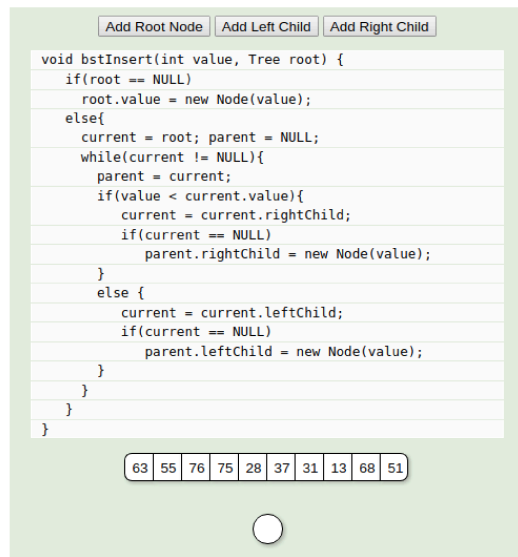 Add Root Node Add Left Child Add Right Child
void bstInsert(int value, Tree root) {
   if(root == NULL)
     root.value = new Node(value);
   else{
     current = root; parent = NULL;
     while(current != NULL){
       parent = current;
       if(value < current.value){
          current = current.rightChild;
          if(current == NULL)
             parent.rightChild = new Node(value);
       }
       else {
          current = current.leftChild;
          if(current == NULL)
             parent.leftChild = new Node(value);
       }
     }
   }
}
63 55 76 75 28 37 31 13 68 51